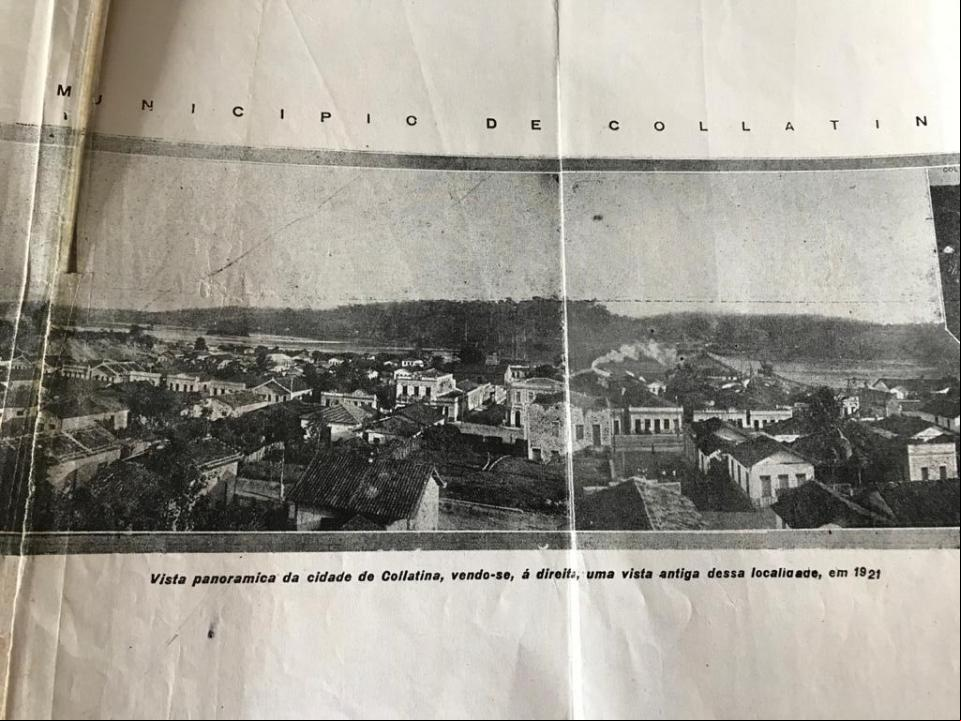 MUNICIPIO DE COLLATIN
COL
Vista panoramica da cidade de Collatina, vendo-se, á direita, uma vista antiga dessa localidade, em 1921